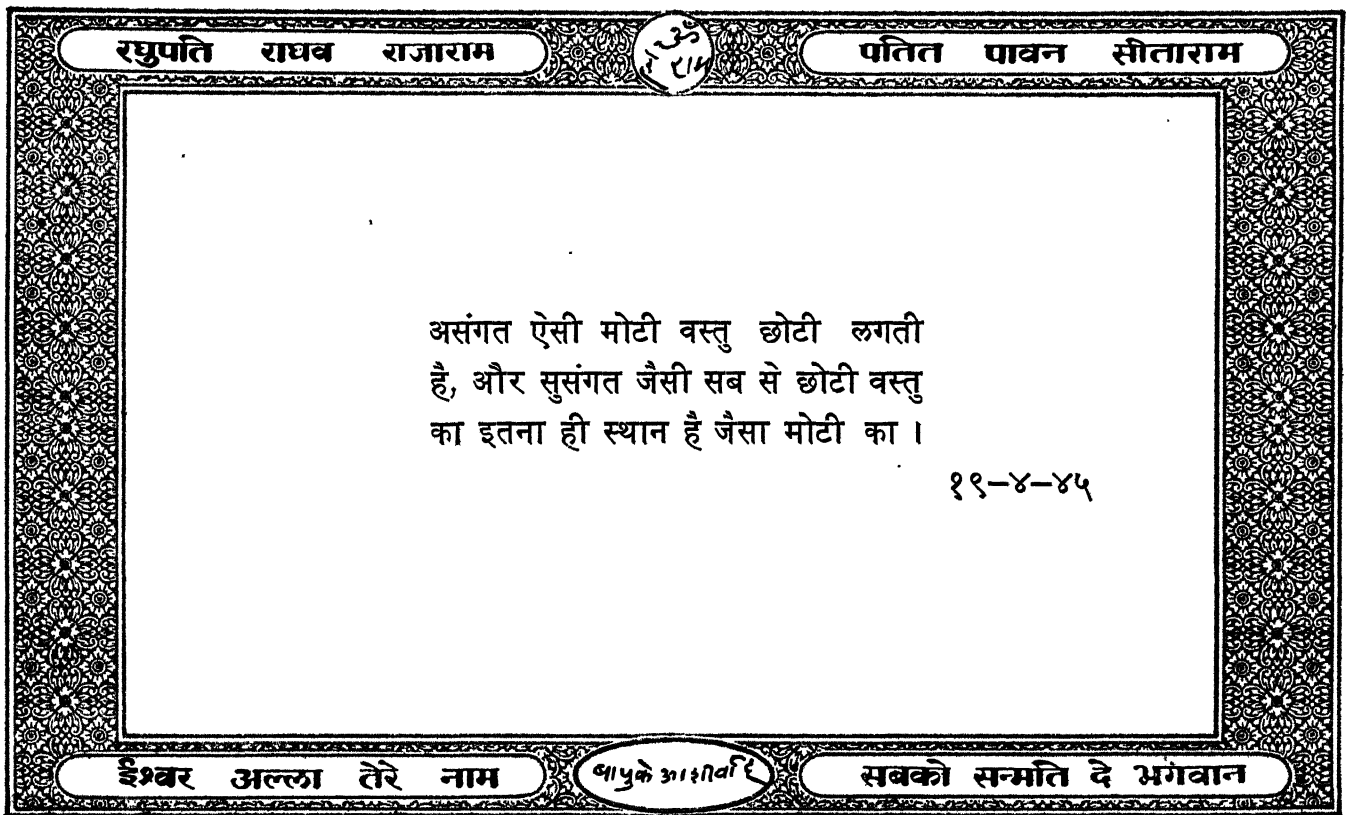 रघुपति राघव राजाराम
ॐ
राम
पतित पावन सीताराम
असंगत ऐसी मोटी वस्तु छोटी लगती
है, और सुसंगत जैसी सब से छोटी वस्तु
का इतना ही स्थान है जैसा मोटी का ।
१९–४–४५
ईश्वर अल्ला तेरे नाम
बापुके आशीर्वाद
सबको सन्मति दे भगवान